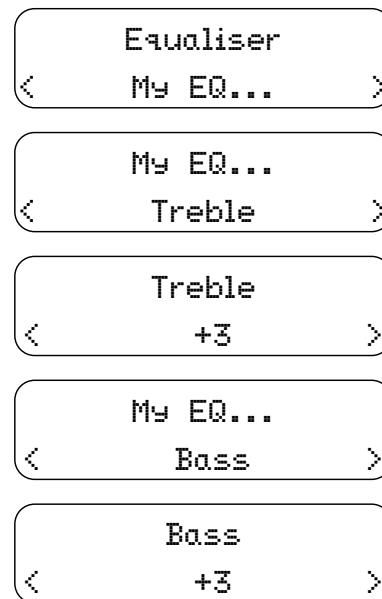 Equaliser
< My EQ... >
My EQ...
< Treble >
Treble
< +3 >
My EQ...
< Bass >
Bass
< +3 >